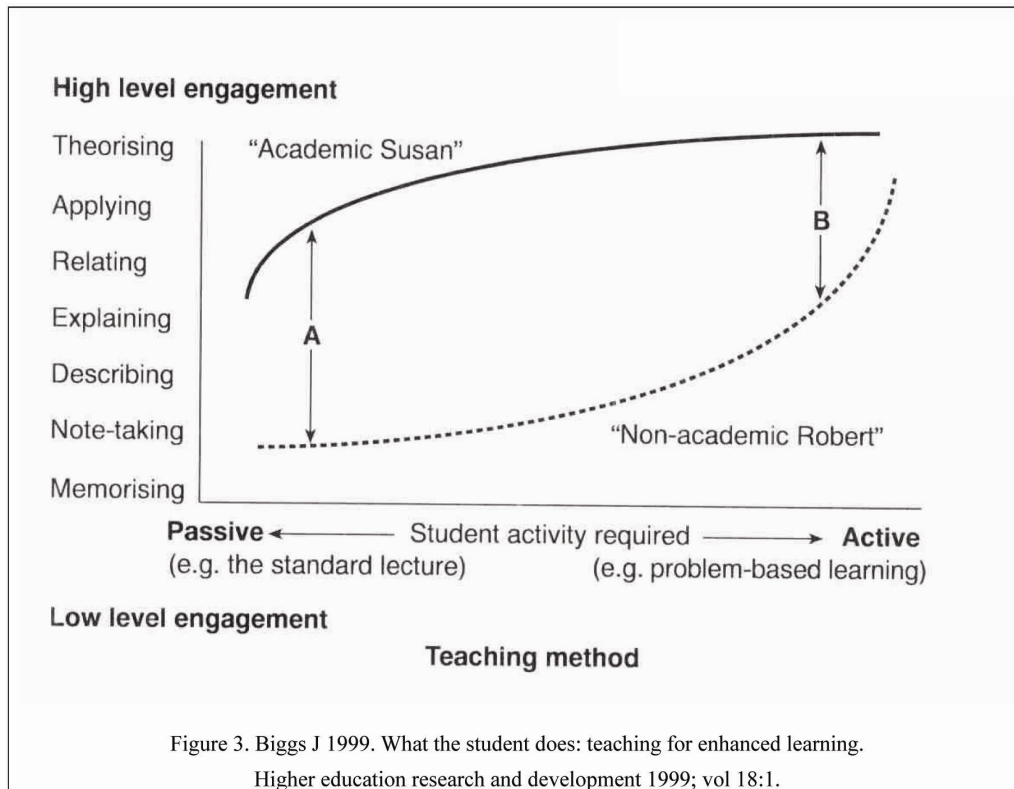 High level engagement
Theorising
"Academic Susan"
Applying
Relating
Explaining
Describing
Note-taking
Memorising
A
B
"Non-academic Robert"
Passive Student activity required Active
(e.g. the standard lecture) (e.g. problem-based learning)
Low level engagement
Teaching method
Figure 3. Biggs J 1999. What the student does: teaching for enhanced learning.
Higher education research and development 1999; vol 18:1.